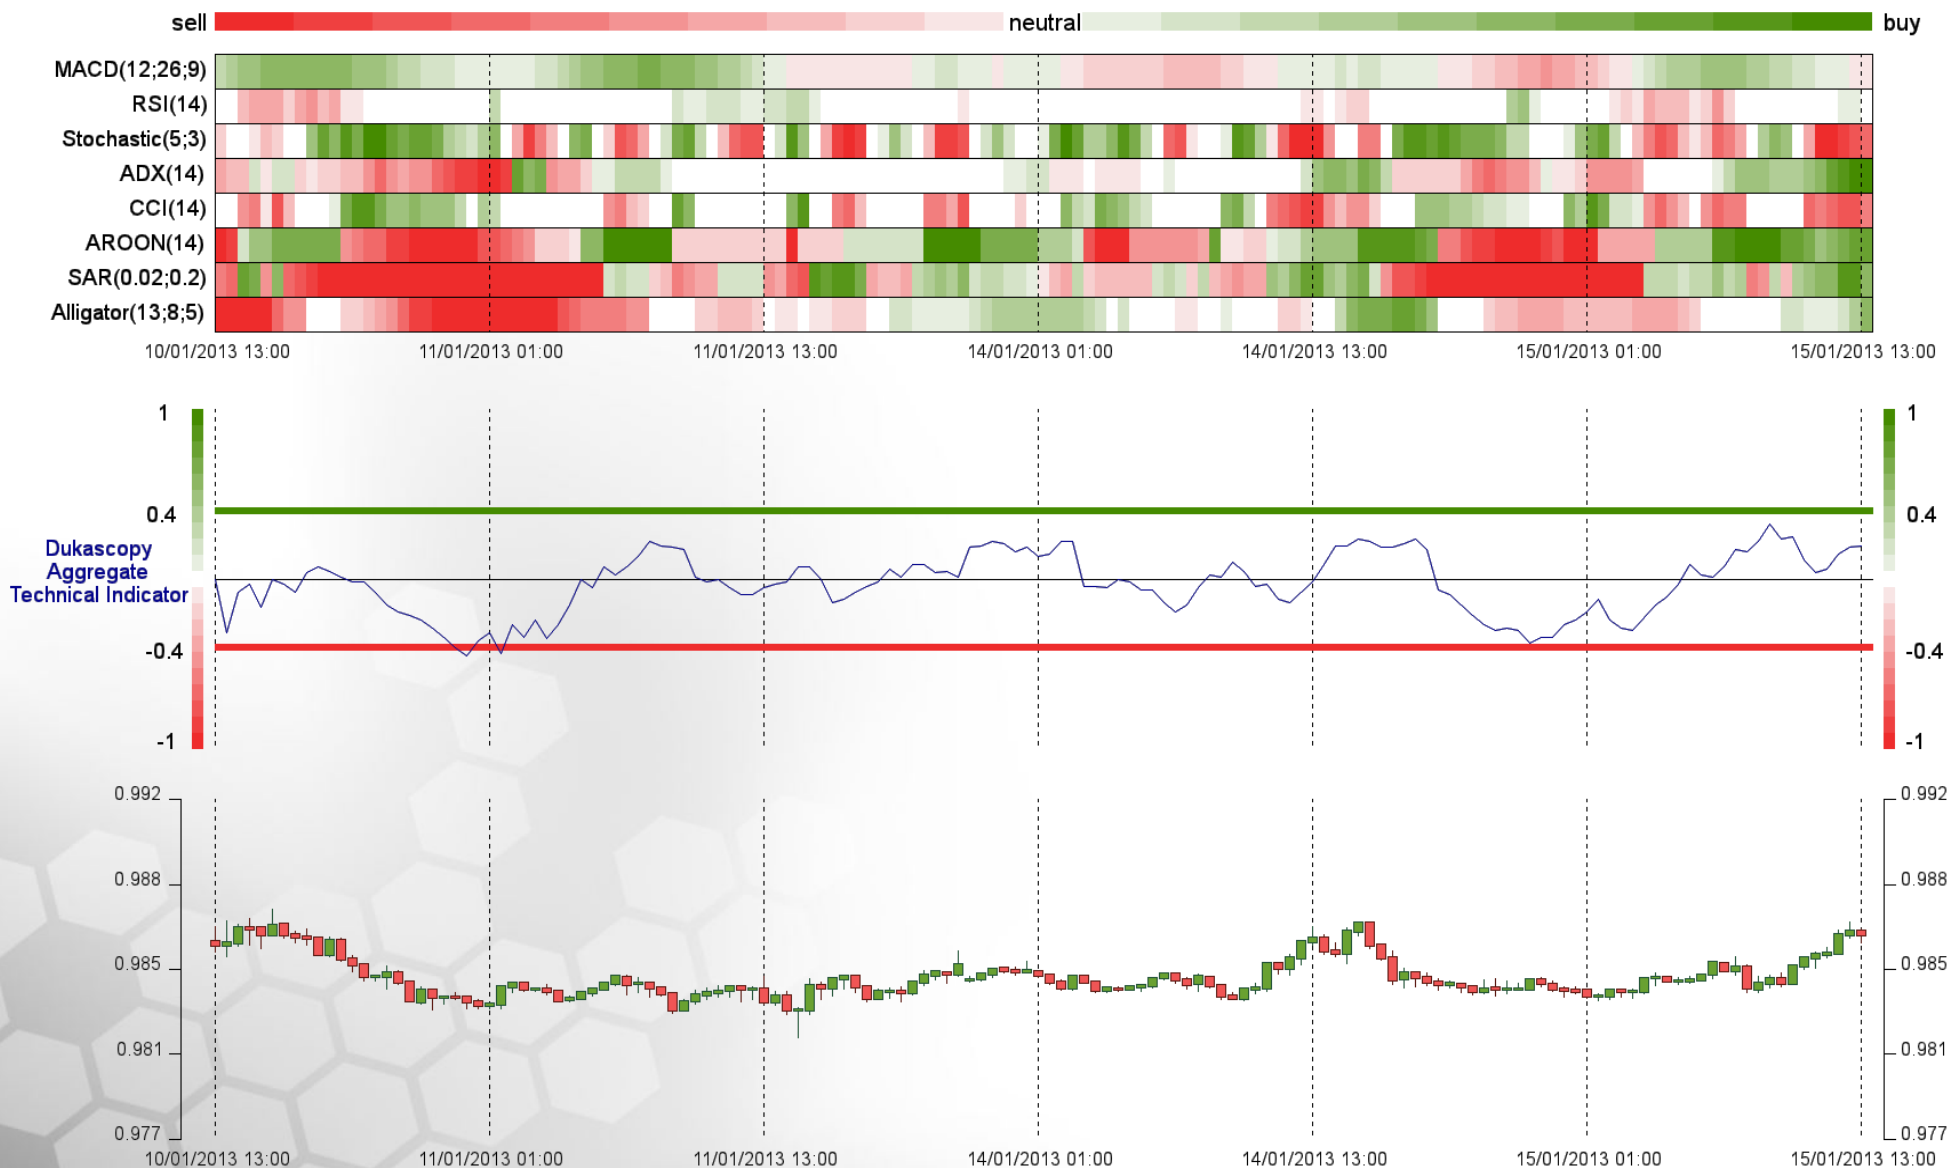 sell neutral buy
MACD(12;26;9)
RSI(14)
Stochastic(5;3)
ADX(14)
CCI(14)
AROON(14)
SAR(0.02;0.2)
Alligator(13;8;5)
10/01/2013 13:00 11/01/2013 01:00 11/01/2013 13:00 14/01/2013 01:00 14/01/2013 13:00 15/01/2013 01:00 15/01/2013 13:00
1 1
0.4 0.4
Dukascopy
Aggregate
Technical Indicator
-0.4 -0.4
-1 -1
0.992 0.992
0.988 0.988
0.985 0.985
0.981 0.981
0.977 0.977
10/01/2013 13:00 11/01/2013 01:00 11/01/2013 13:00 14/01/2013 01:00 14/01/2013 13:00 15/01/2013 01:00 15/01/2013 13:00